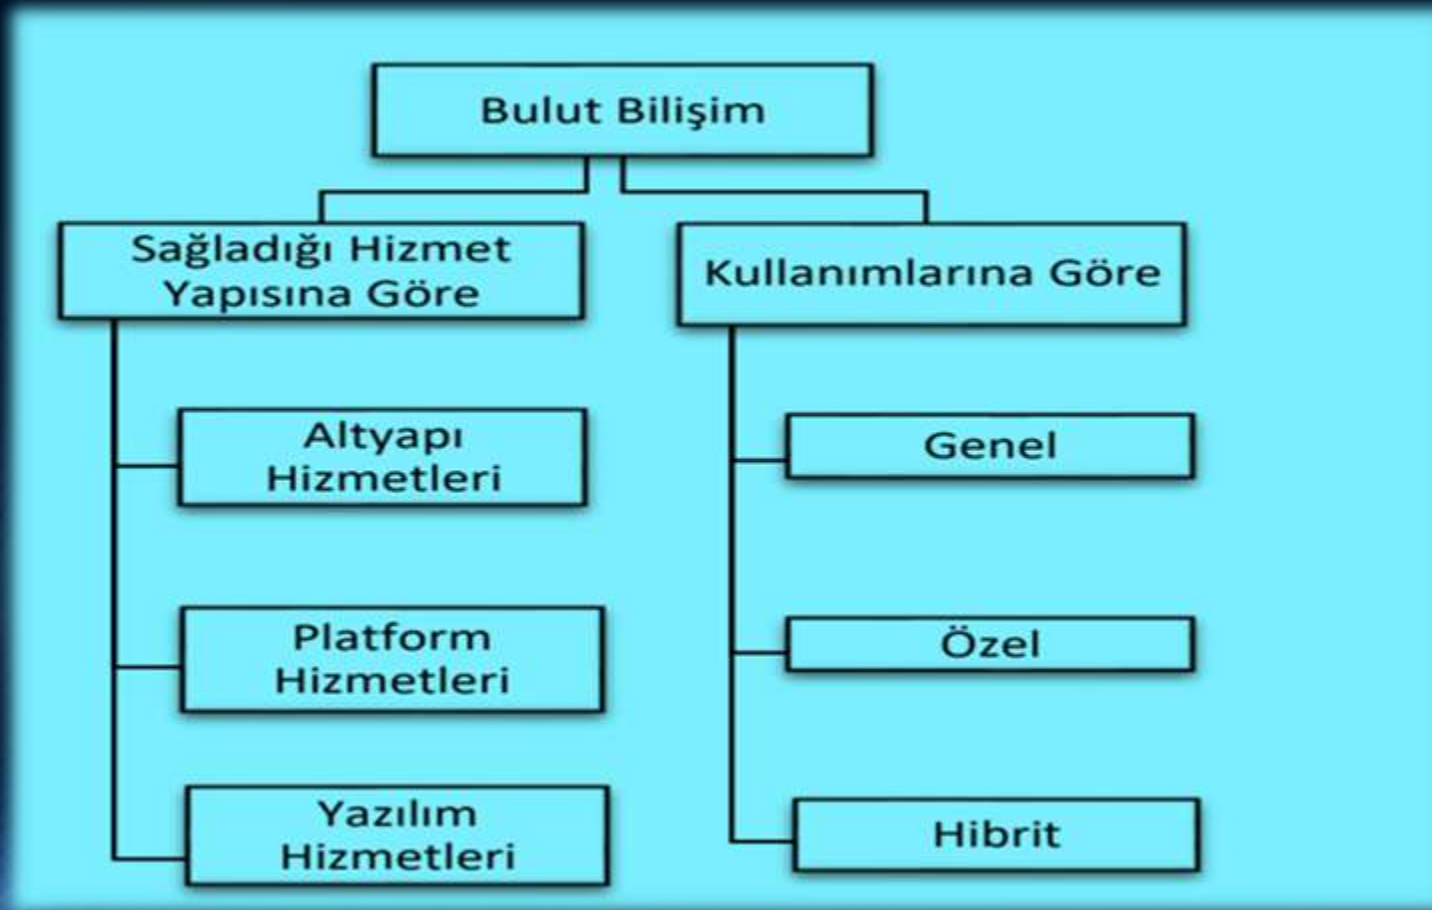 Bulut Bilişim
Sağladığı Hizmet
Yapısına Göre
Altyapı
Hizmetleri
Platform
Hizmetleri
Yazılım
Hizmetleri
Kullanımlarına Göre
Genel
Özel
Hibrit